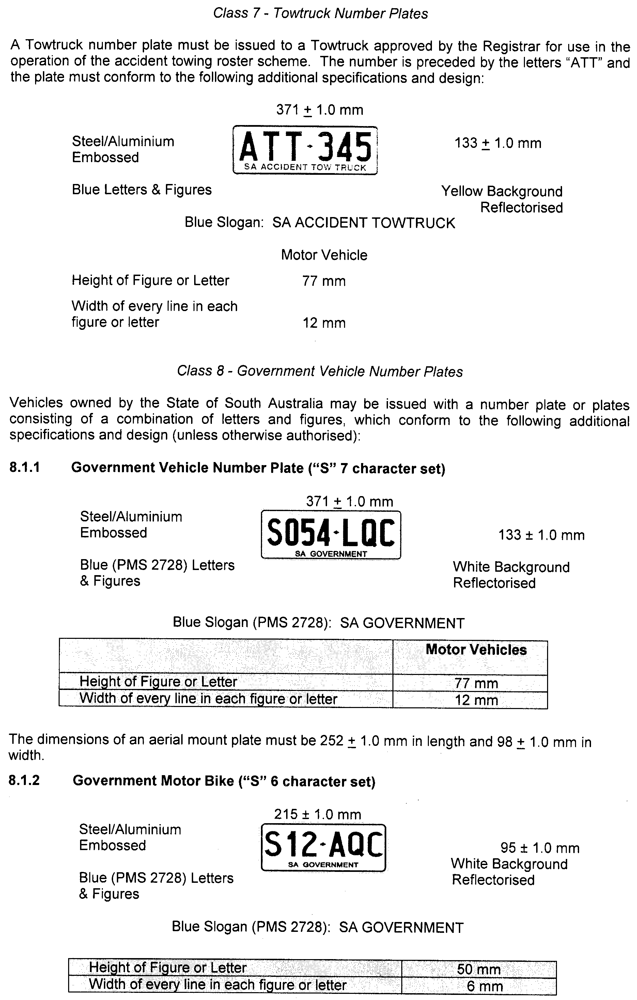 Class 7 - Towtruck Number Plates
A Towtruck number plate must be issued to a Towtruck approved by the Registrar for use in the
operation of the accident towing roster scheme. The number is preceded by the letters “ATT” and
the plate must conform to the following additional specifications and design:
371 ± 1.0 mm
Steel/Aluminium
Embossed
ATT·345
SA ACCIDENT TOW TRUCK
133 ± 1.0 mm
Blue Letters & Figures
Yellow Background
Reflectorised
Blue Slogan: SA ACCIDENT TOWTRUCK
Motor Vehicle
Height of Figure or Letter 77 mm
Width of every line in each
figure or letter 12 mm
Class 8 - Government Vehicle Number Plates
Vehicles owned by the State of South Australia may be issued with a number plate or plates
consisting of a combination of letters and figures, which conform to the following additional
specifications and design (unless otherwise authorised):
8.1.1 Government Vehicle Number Plate (“S” 7 character set)
371 ± 1.0 mm
Steel/Aluminium
Embossed
S054·LQC
SA GOVERNMENT
133 ± 1.0 mm
Blue (PMS 2728) Letters
& Figures
White Background
Reflectorised
Blue Slogan (PMS 2728): SA GOVERNMENT
Motor Vehicles
Height of Figure or Letter 77 mm
Width of every line in each figure or letter 12 mm
The dimensions of an aerial mount plate must be 252 ± 1.0 mm in length and 98 ± 1.0 mm in
width.
8.1.2 Government Motor Bike (“S” 6 character set)
215 ± 1.0 mm
Steel/Aluminium
Embossed
S12·AQC
SA GOVERNMENT
95 ± 1.0 mm
White Background
Reflectorised
Blue (PMS 2728) Letters
& Figures
Blue Slogan (PMS 2728): SA GOVERNMENT
Height of Figure or Letter 50 mm
Width of every line in each figure or letter 6 mm